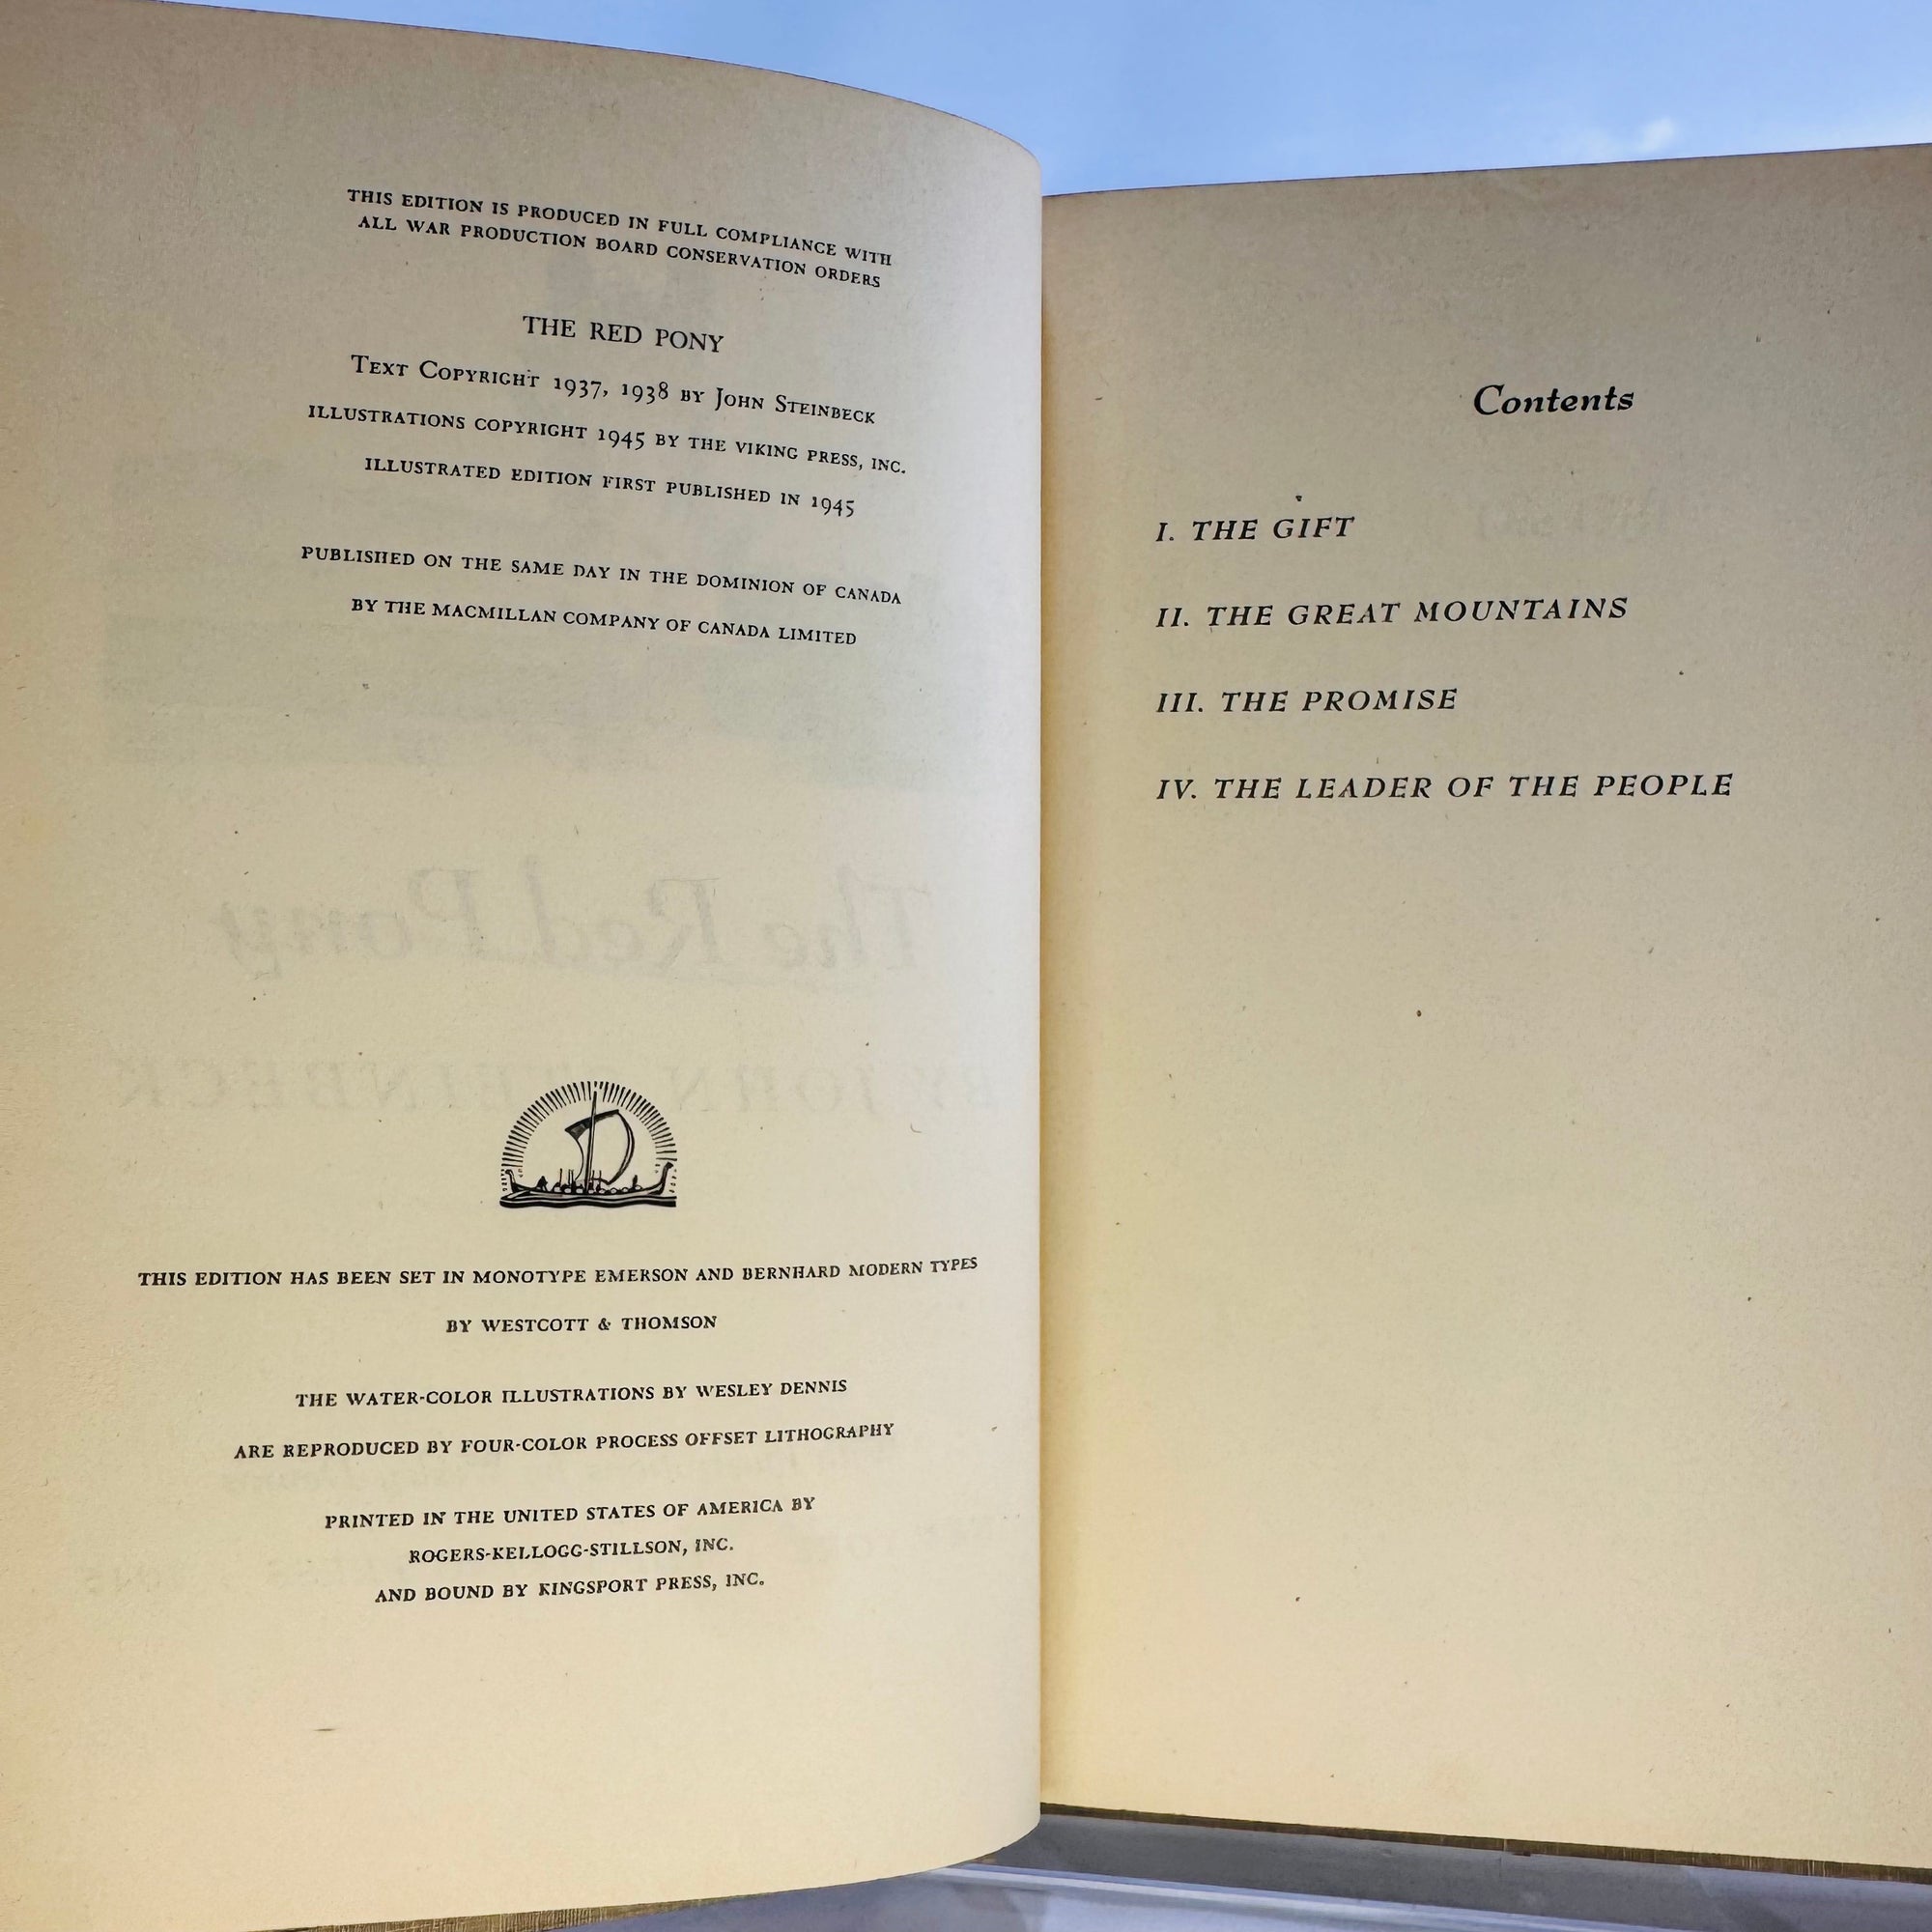 THIS EDITION IS PRODUCED IN FULL COMPLIANCE WITH
ALL WAR PRODUCTION BOARD CONSERVATION ORDERS
THE RED PONY
TEXT COPYRIGHT 1937, 1938 BY JOHN STEINBECK
ILLUSTRATIONS COPYRIGHT 1945 BY THE VIKING PRESS, INC.
ILLUSTRATED EDITION FIRST PUBLISHED IN 1945
PUBLISHED ON THE SAME DAY IN THE DOMINION OF CANADA
BY THE MACMILLAN COMPANY OF CANADA LIMITED
The Red Pony
BY JOHN STEINBECK
THIS EDITION HAS BEEN SET IN MONOTYPE EMERSON AND BERNHARD MODERN TYPES
BY WESTCOTT & THOMSON
THE WATER-COLOR ILLUSTRATIONS BY WESLEY DENNIS
ARE REPRODUCED BY FOUR-COLOR PROCESS OFFSET LITHOGRAPHY
PRINTED IN THE UNITED STATES OF AMERICA BY
ROGERS-KELLOGG-STILLSON, INC.
AND BOUND BY KINGSPORT PRESS, INC.
Contents
I. THE GIFT
II. THE GREAT MOUNTAINS
III. THE PROMISE
IV. THE LEADER OF THE PEOPLE